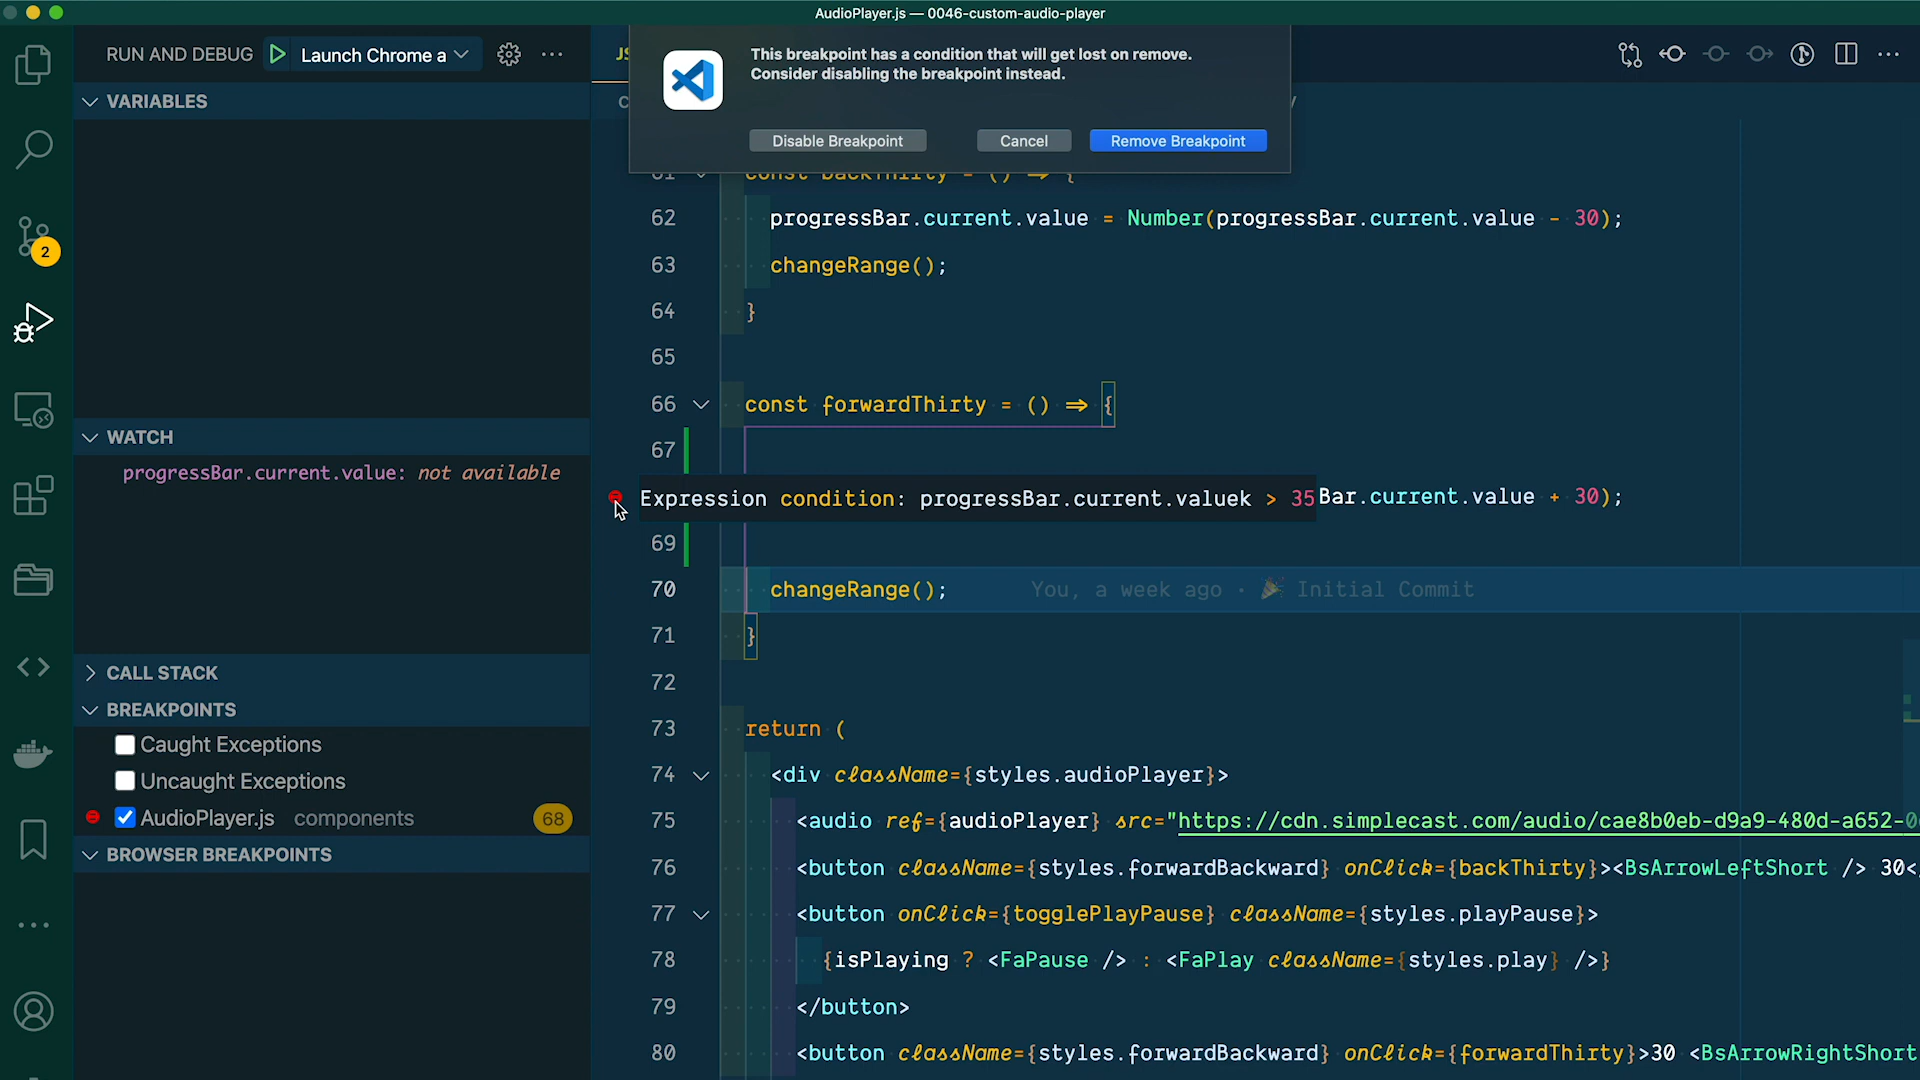 AudioPlayer.js — 0046-custom-audio-player
RUN AND DEBUG Launch Chrome a
This breakpoint has a condition that will get lost on remove.
Consider disabling the breakpoint instead.
Disable Breakpoint Cancel Remove Breakpoint
VARIABLES
2
WATCH
progressBar.current.value: not available
CALL STACK
BREAKPOINTS
Caught Exceptions
Uncaught Exceptions
AudioPlayer.js components 68
BROWSER BREAKPOINTS
61 const backThirty = () => {
62 progressBar.current.value = Number(progressBar.current.value - 30);
63 changeRange();
64 }
65
66 const forwardThirty = () => {
67
Expression condition: progressBar.current.valuek > 35 Bar.current.value + 30);
69
70 changeRange(); You, a week ago · 🎉 Initial Commit
71 }
72
73 return (
74 <div className={styles.audioPlayer}>
75 <audio ref={audioPlayer} src="https://cdn.simplecast.com/audio/cae8b0eb-d9a9-480d-a652-0
76 <button className={styles.forwardBackward} onClick={backThirty}><BsArrowLeftShort /> 30<
77 <button onClick={togglePlayPause} className={styles.playPause}>
78 {isPlaying ? <FaPause /> : <FaPlay className={styles.play} />}
79 </button>
80 <button className={styles.forwardBackward} onClick={forwardThirty}>30 <BsArrowRightShort